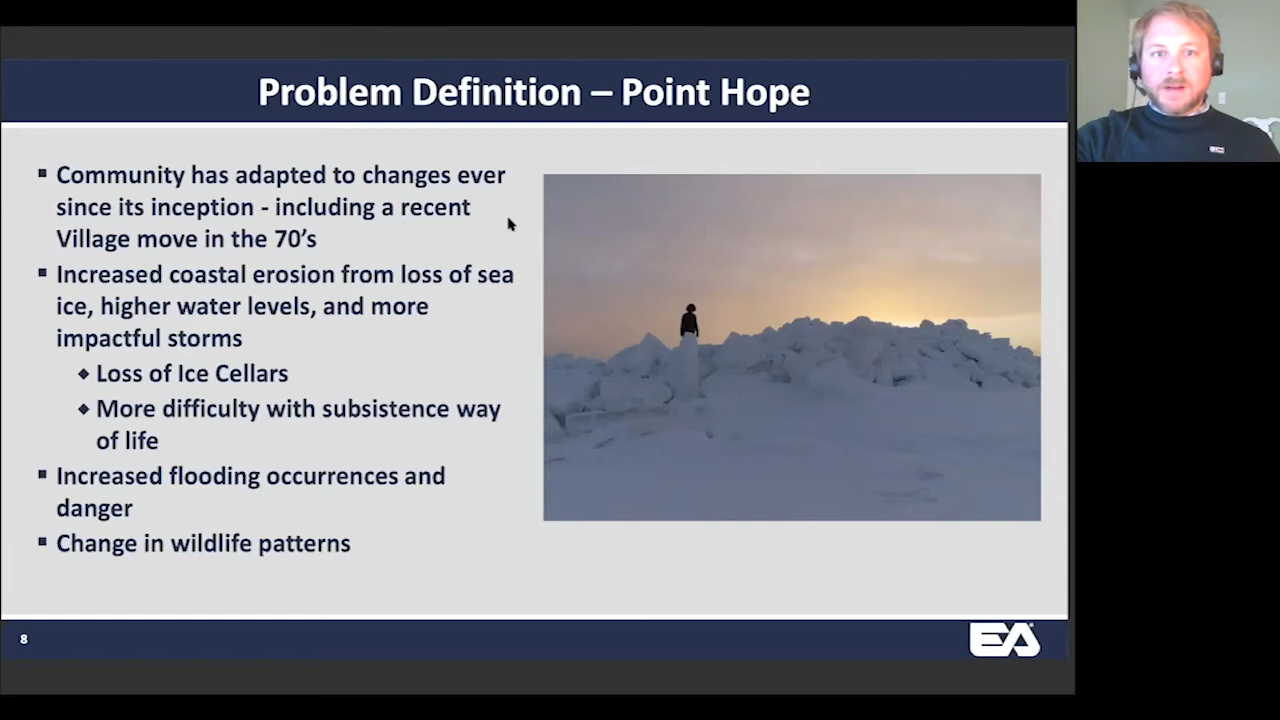 Problem Definition – Point Hope
▪ Community has adapted to changes ever
since its inception - including a recent
Village move in the 70’s
▪ Increased coastal erosion from loss of sea
ice, higher water levels, and more
impactful storms
❖ Loss of Ice Cellars
❖ More difficulty with subsistence way
of life
▪ Increased flooding occurrences and
danger
▪ Change in wildlife patterns
8
EA